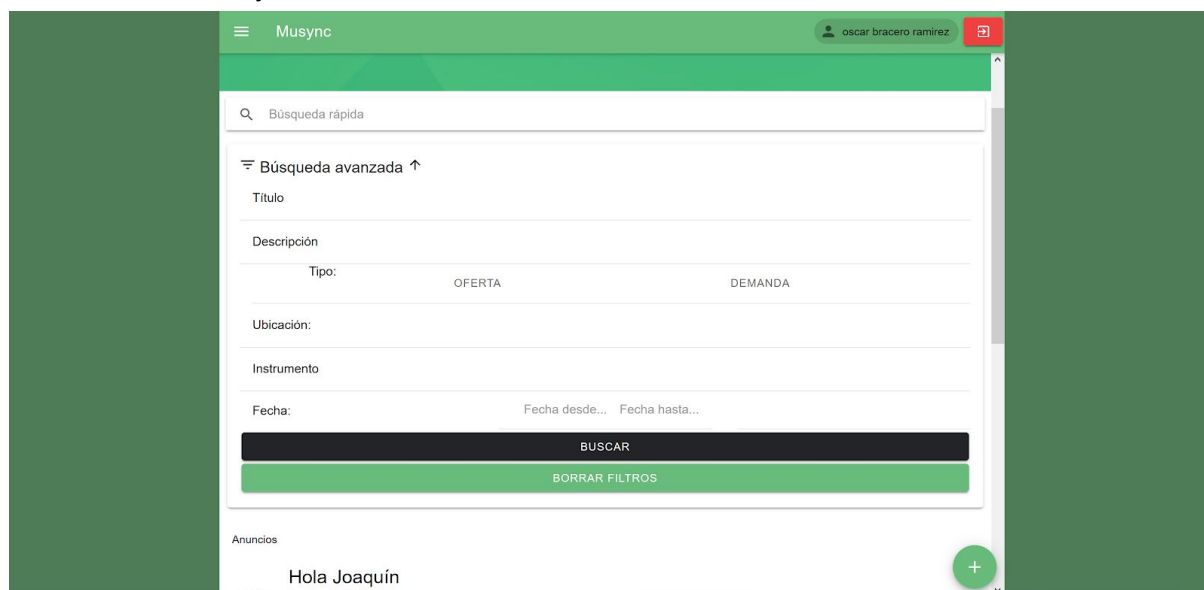 Musync
oscar bracero ramirez
Búsqueda rápida
Búsqueda avanzada
Título
Descripción
Tipo:
OFERTA DEMANDA
Ubicación:
Instrumento
Fecha: Fecha desde... Fecha hasta...
BUSCAR
BORRAR FILTROS
Anuncios
Hola Joaquín
+